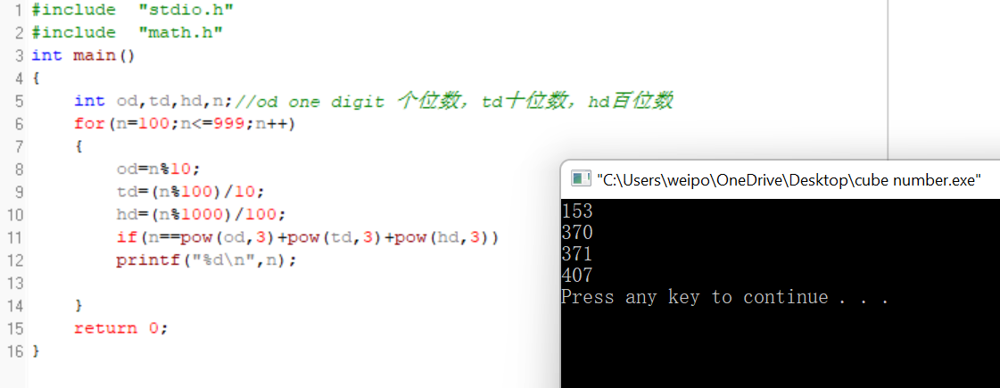 1 #include  "stdio.h"
2 #include  "math.h"
3 int main()
4 {
5     int od,td,hd,n;//od one digit 个位数，td十位数，hd百位数
6     for(n=100;n<=999;n++)
7     {
8         od=n%10;
9         td=(n%100)/10;
10         hd=(n%1000)/100;
11         if(n==pow(od,3)+pow(td,3)+pow(hd,3))
12         printf("%d\n",n);
13
14     }
15     return 0;
16 }
"C:\Users\weipo\OneDrive\Desktop\cube number.exe"
153
370
371
407
Press any key to continue . . .